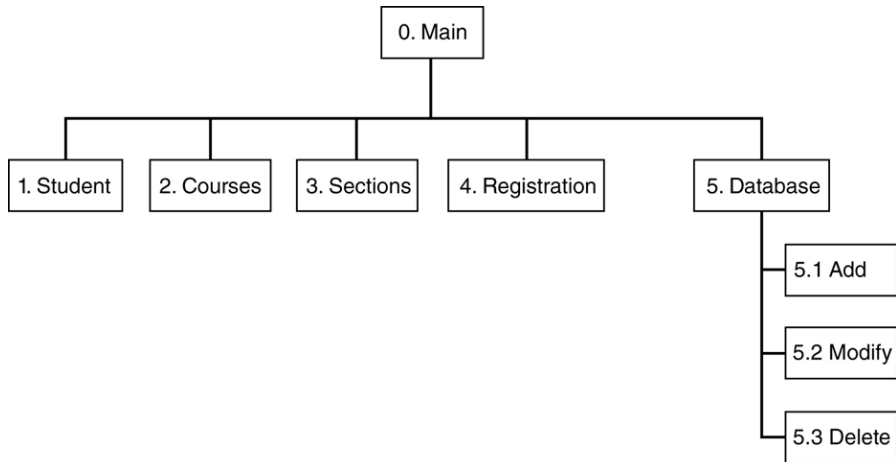 0. Main
1. Student
2. Courses
3. Sections
4. Registration
5. Database
5.1 Add
5.2 Modify
5.3 Delete